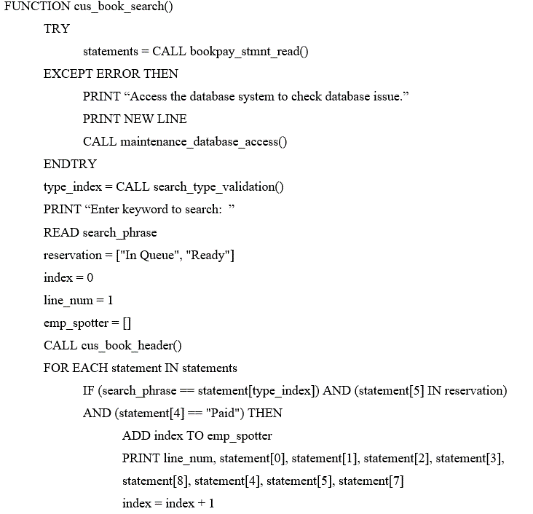 FUNCTION cus_book_search()
TRY
statements = CALL bookpay_stmnt_read()
EXCEPT ERROR THEN
PRINT “Access the database system to check database issue.”
PRINT NEW LINE
CALL maintenance_database_access()
ENDTRY
type_index = CALL search_type_validation()
PRINT “Enter keyword to search: ”
READ search_phrase
reservation = ["In Queue", "Ready"]
index = 0
line_num = 1
emp_spotter = []
CALL cus_book_header()
FOR EACH statement IN statements
IF (search_phrase == statement[type_index]) AND (statement[5] IN reservation)
AND (statement[4] == "Paid") THEN
ADD index TO emp_spotter
PRINT line_num, statement[0], statement[1], statement[2], statement[3],
statement[8], statement[4], statement[5], statement[7]
index = index + 1